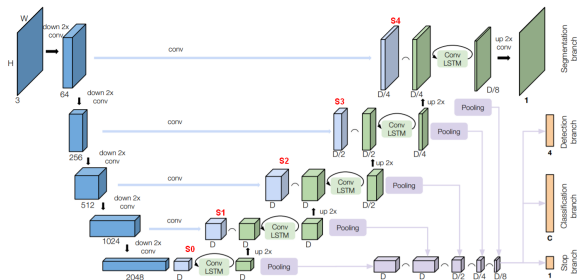 W
H
3
down 2x
conv
64
conv
S4
D/4
D/4
Conv
LSTM
D/8
up 2x
conv
1
Segmentation
branch
down 2x
conv
256
conv
S3
D/2
D/2
Conv
LSTM
D/4
up 2x
Pooling
down 2x
conv
512
conv
S2
D
D
Conv
LSTM
D/2
up 2x
Pooling
4
Detection
branch
down 2x
conv
1024
conv
S1
D
D
Conv
LSTM
D
up 2x
Pooling
C
Classification
branch
down 2x
conv
2048
S0
D
Conv
LSTM
D
up 2x
Pooling
Pooling
D
D
D/2
D/4
D/8
1
Stop
branch